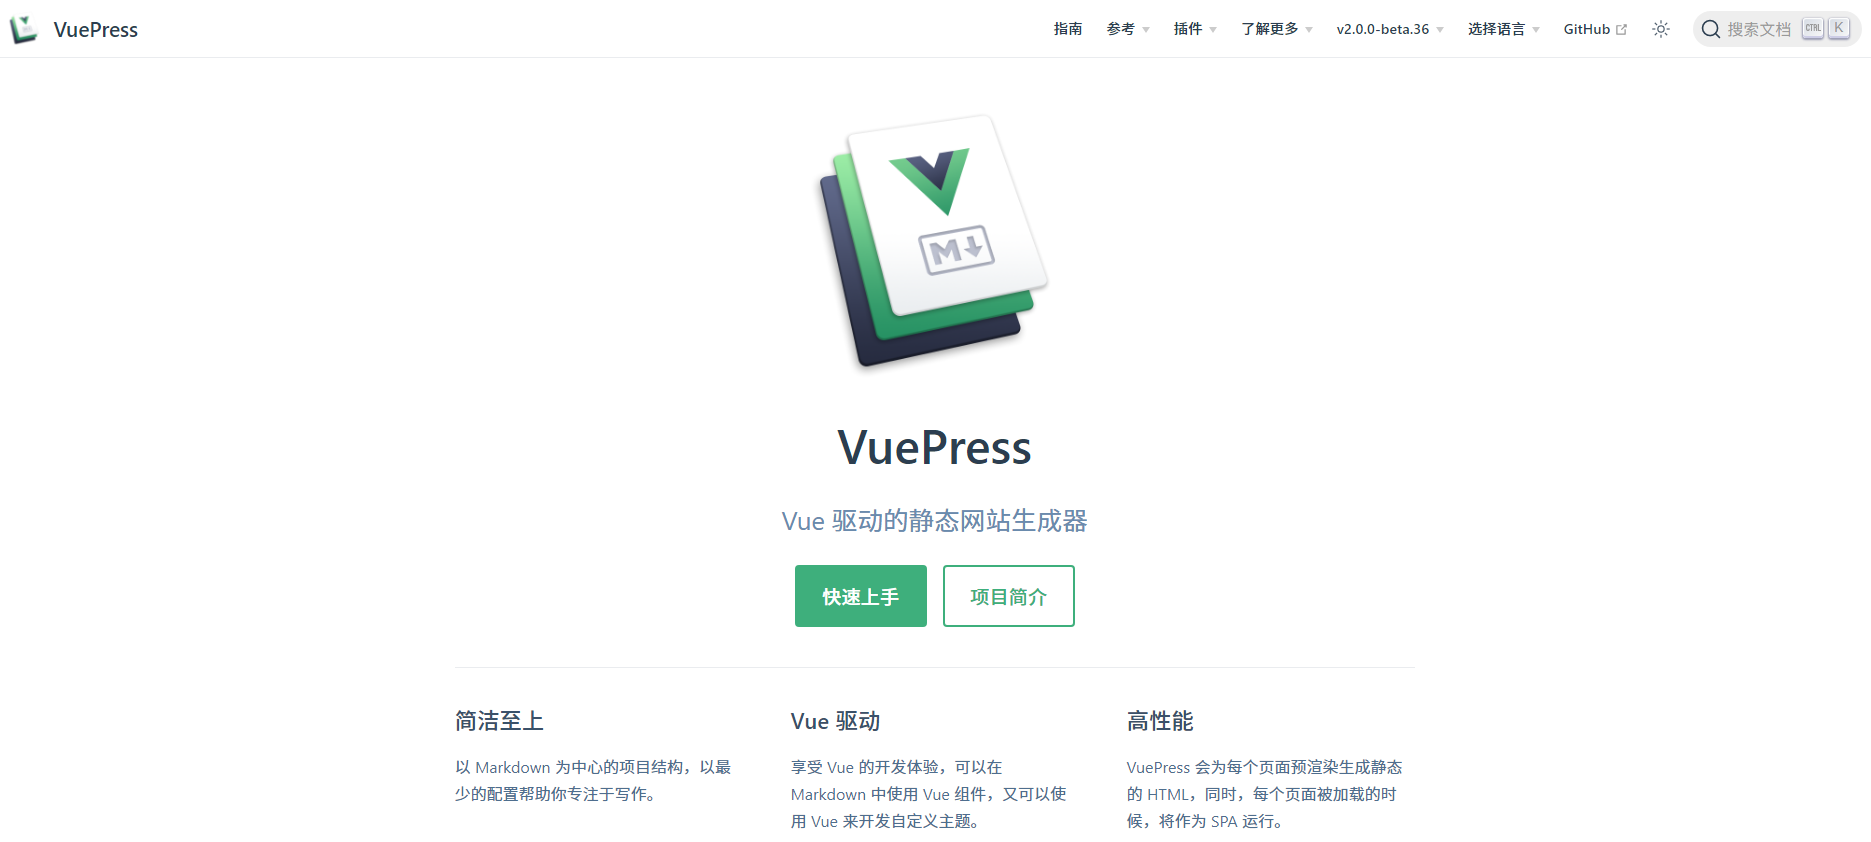 VuePress 指南 参考 插件 了解更多 v2.0.0-beta.36 选择语言 GitHub 搜索文档 CTRL K
M
VuePress
Vue 驱动的静态网站生成器
快速上手 项目简介
简洁至上
以 Markdown 为中心的项目结构，以最
少的配置帮助你专注于写作。
Vue 驱动
享受 Vue 的开发体验，可以在
Markdown 中使用 Vue 组件，又可以使
用 Vue 来开发自定义主题。
高性能
VuePress 会为每个页面预渲染生成静态
的 HTML，同时，每个页面被加载的时
候，将作为 SPA 运行。